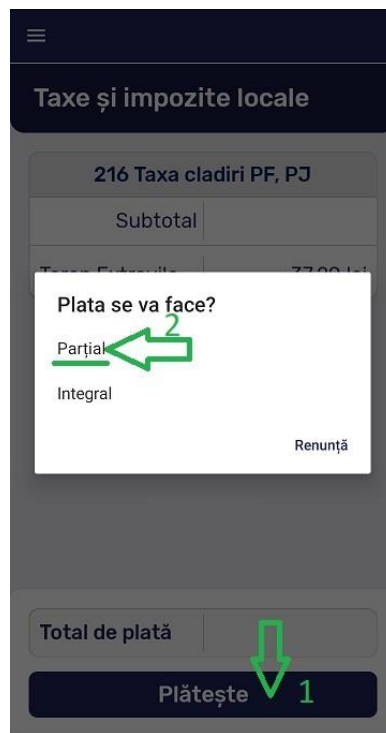 Taxe și impozite locale
216 Taxa cladiri PF, PJ
Subtotal
Plata se va face?
2
Parțial
Integral
Renunță
Total de plată
Plătește 1